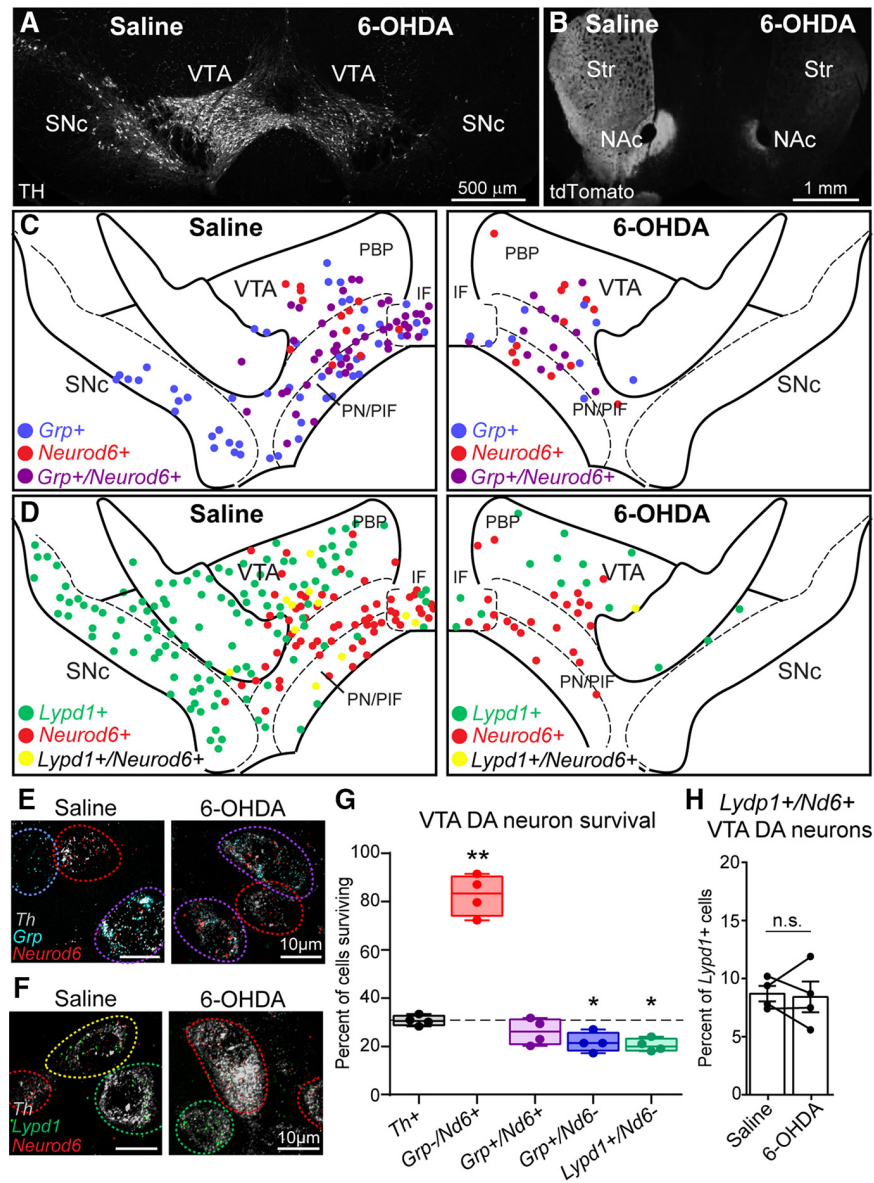 A Saline 6-OHDA
VTA VTA
SNc SNc
TH 500 μm
B Saline 6-OHDA
Str Str
NAc NAc
tdTomato 1 mm
C Saline
PBP
VTA
IF
SNc
PN/PIF
Grp+
Neurod6+
Grp+/Neurod6+
6-OHDA
PBP
IF
VTA
SNc
PN/PIF
Grp+
Neurod6+
Grp+/Neurod6+
D Saline
PBP
VTA
IF
SNc
PN/PIF
Lypd1+
Neurod6+
Lypd1+/Neurod6+
6-OHDA
PBP
IF
VTA
SNc
PN/PIF
Lypd1+
Neurod6+
Lypd1+/Neurod6+
E
Saline 6-OHDA
Th
Grp
Neurod6
10μm
F
Saline 6-OHDA
Th
Lypd1
Neurod6
10μm
G
VTA DA neuron survival
Percent of cells surviving
100
80
60
40
20
0
**
*
*
Th+
Grp-/Nd6+
Grp+/Nd6+
Grp+/Nd6-
Lypd1+/Nd6-
H Lydp1+/Nd6+
VTA DA neurons
Percent of Lypd1+ cells
20
15
10
5
0
n.s.
Saline
6-OHDA